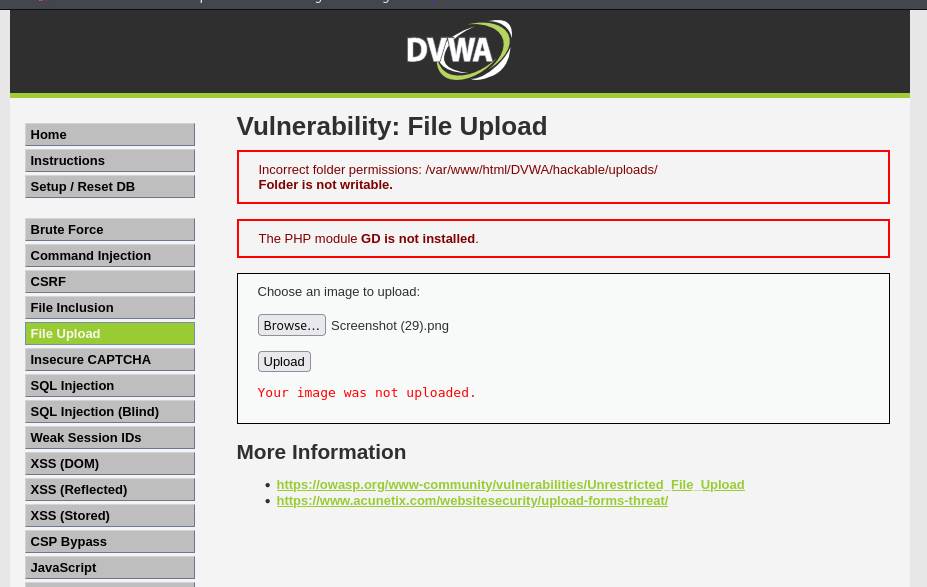 DVWA
Home
Instructions
Setup / Reset DB
Brute Force
Command Injection
CSRF
File Inclusion
File Upload
Insecure CAPTCHA
SQL Injection
SQL Injection (Blind)
Weak Session IDs
XSS (DOM)
XSS (Reflected)
XSS (Stored)
CSP Bypass
JavaScript
Vulnerability: File Upload
Incorrect folder permissions: /var/www/html/DVWA/hackable/uploads/
Folder is not writable.
The PHP module GD is not installed.
Choose an image to upload:
Browse... Screenshot (29).png
Upload
Your image was not uploaded.
More Information
https://owasp.org/www-community/vulnerabilities/Unrestricted_File_Upload
https://www.acunetix.com/websitesecurity/upload-forms-threat/